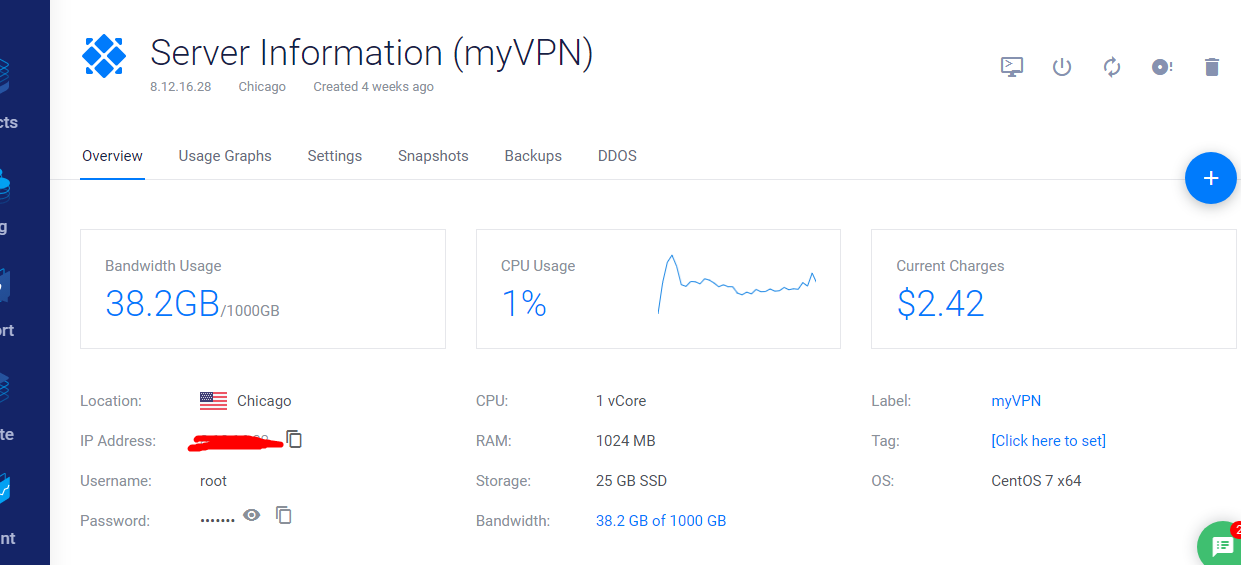 Server Information (myVPN)
8.12.16.28 Chicago Created 4 weeks ago
Overview Usage Graphs Settings Snapshots Backups DDOS
+
Bandwidth Usage
38.2GB/1000GB
CPU Usage
1%
Current Charges
$2.42
cts
g
ort
te
nt
Location: Chicago
IP Address:
Username: root
Password: •••••••
CPU: 1 vCore
RAM: 1024 MB
Storage: 25 GB SSD
Bandwidth: 38.2 GB of 1000 GB
Label: myVPN
Tag: [Click here to set]
OS: CentOS 7 x64
2